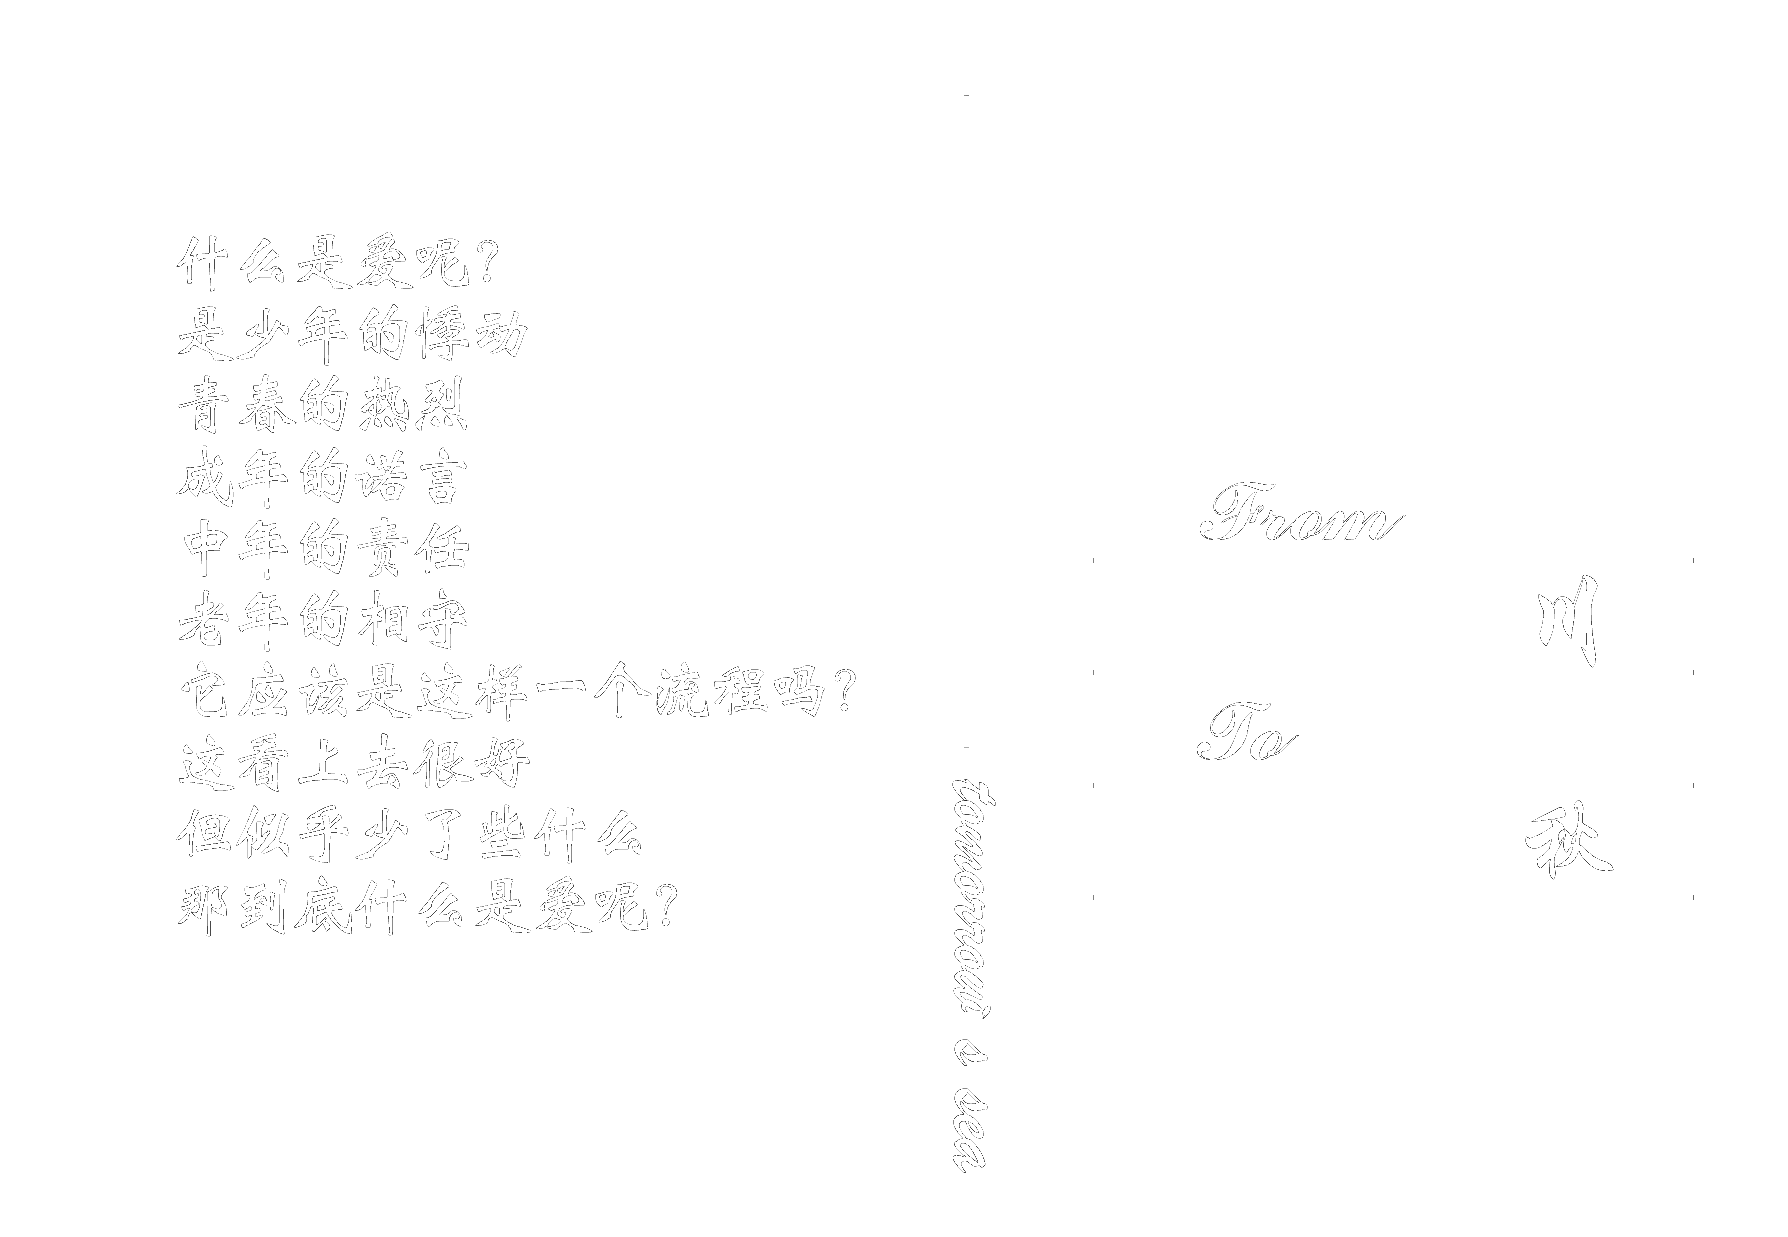 什么是爱呢?
是少年的悸动
青春的热烈
成年的诺言
中年的责任
老年的相守
它应该是这样一个流程吗?
这看上去很好
但似乎少了些什么
那到底什么是爱呢?
tomorrow' s sea
From
川
To
秋